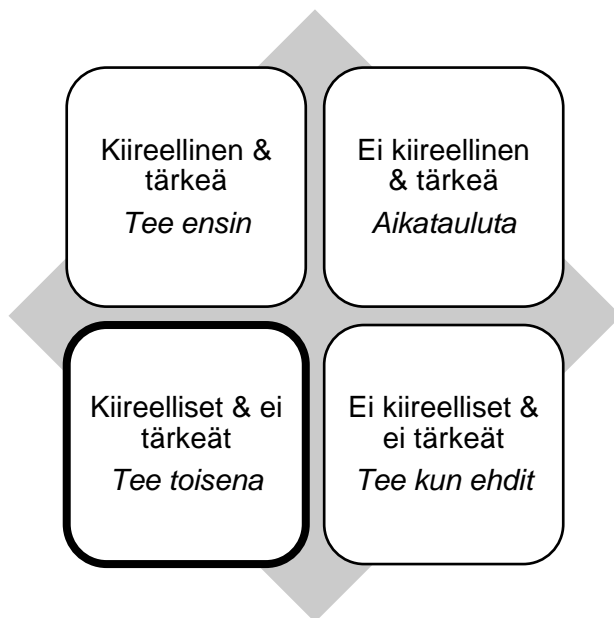 Kiireellinen &
tärkeä
Tee ensin
Ei kiireellinen
& tärkeä
Aikatauluta
Kiireelliset & ei
tärkeät
Tee toisena
Ei kiireelliset &
ei tärkeät
Tee kun ehdit